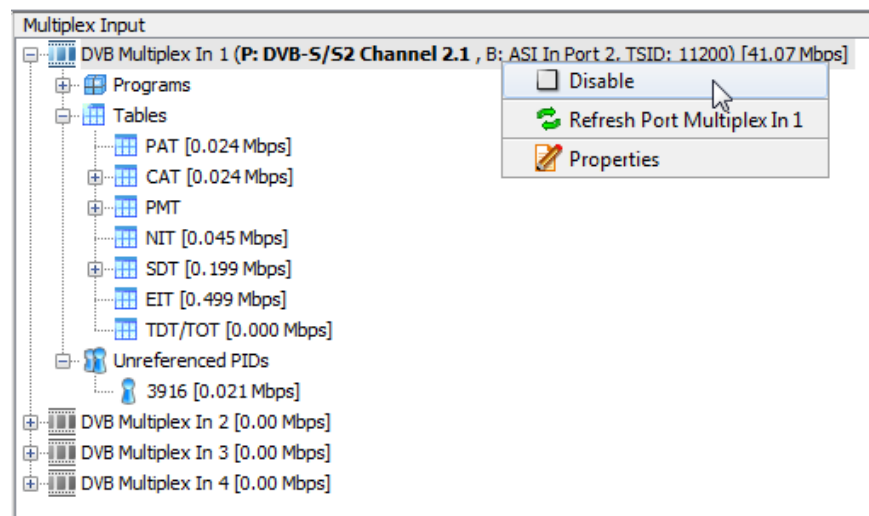 Multiplex Input
DVB Multiplex In 1 (P: DVB-S/S2 Channel 2.1 , B: ASI In Port 2, TSID: 11200) [41.07 Mbps]
Disable
Programs
Refresh Port Multiplex In 1
Tables
Properties
PAT [0.024 Mbps]
CAT [0.024 Mbps]
PMT
NIT [0.045 Mbps]
SDT [0.199 Mbps]
EIT [0.499 Mbps]
TDT/TOT [0.000 Mbps]
Unreferenced PIDs
3916 [0.021 Mbps]
DVB Multiplex In 2 [0.00 Mbps]
DVB Multiplex In 3 [0.00 Mbps]
DVB Multiplex In 4 [0.00 Mbps]